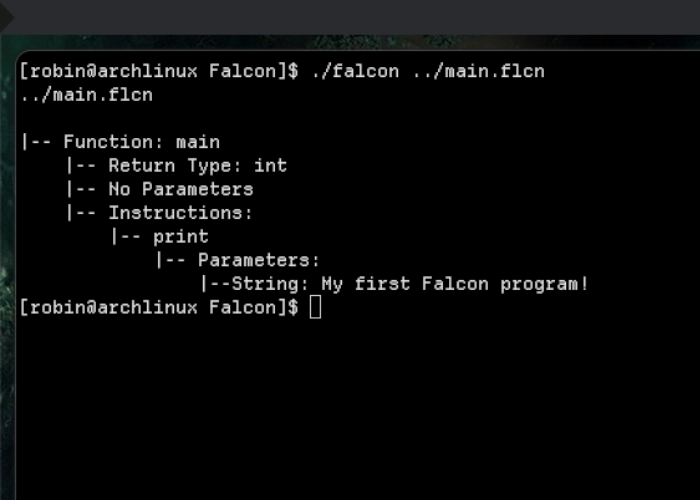 [robin@archlinux Falcon]$ ./falcon ../main.flcn
../main.flcn
|-- Function: main
|-- Return Type: int
|-- No Parameters
|-- Instructions:
|-- print
|-- Parameters:
|--String: My first Falcon program!
[robin@archlinux Falcon]$